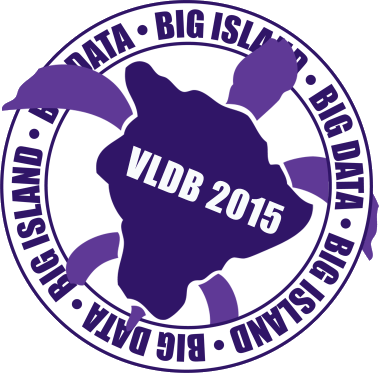 BIG DATA • BIG ISLAND • BIG DATA • BIG ISLAND • BIG DATA • BIG ISLAND •
VLDB 2015